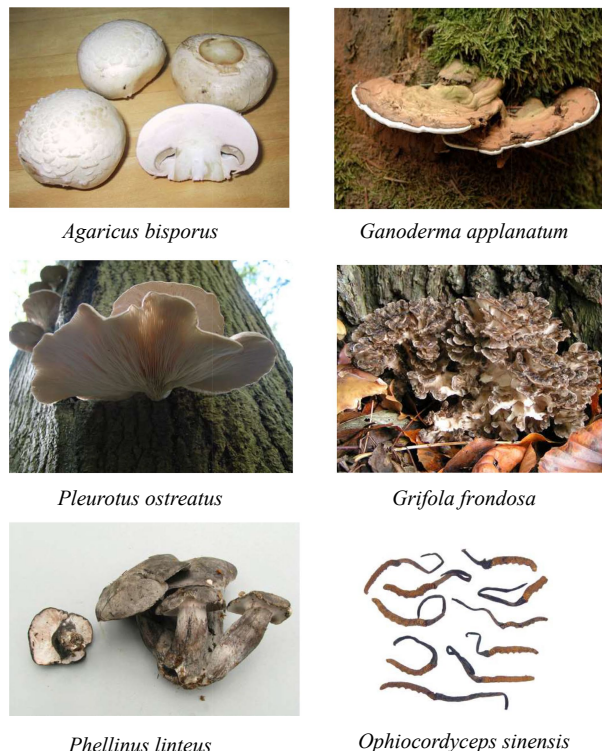 Agaricus bisporus
Ganoderma applanatum
Pleurotus ostreatus
Grifola frondosa
Phellinus linteus
Ophiocordyceps sinensis